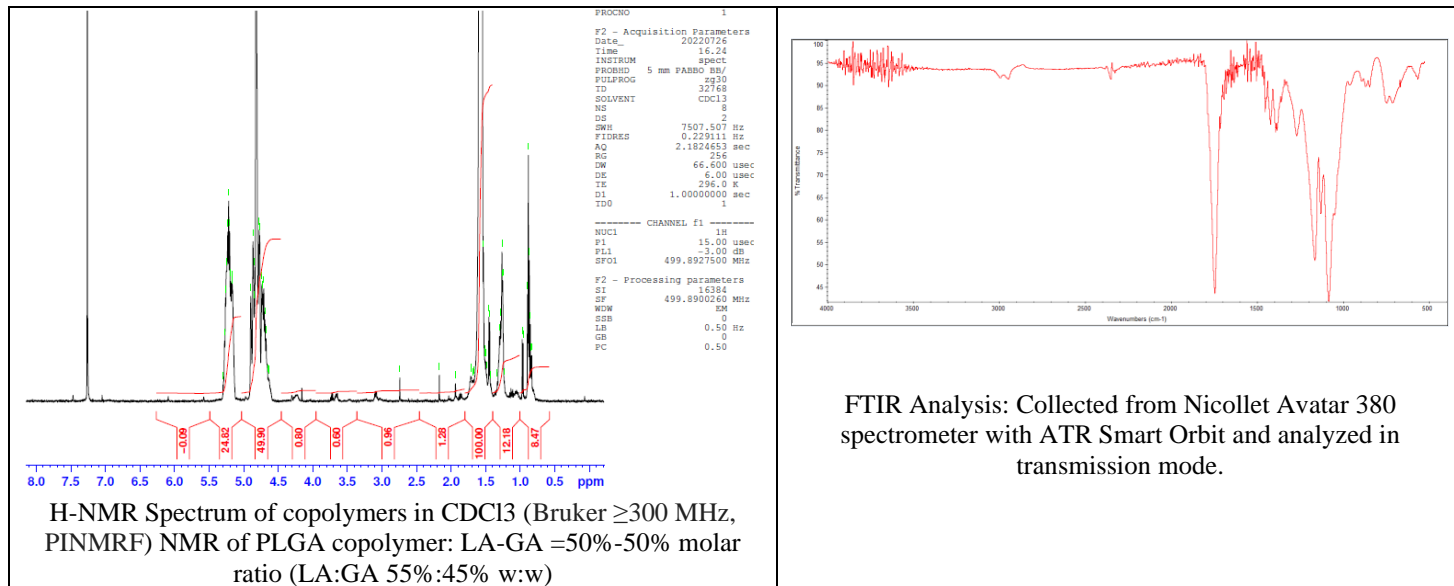 PROCNO 1
F2 - Acquisition Parameters
Date_ 20220726
Time 16.24
INSTRUM spect
PROBHD 5 mm PABBO BB/
PULPROG zg30
TD 32768
SOLVENT CDCl3
NS 8
DS 2
SWH 7507.507 Hz
FIDRES 0.229111 Hz
AQ 2.1824653 sec
RG 256
DW 66.600 usec
DE 6.00 usec
TE 296.0 K
D1 1.00000000 sec
TD0 1
======== CHANNEL f1 ========
NUC1 1H
P1 15.00 usec
PL1 -3.00 dB
SFO1 499.8927500 MHz
F2 - Processing parameters
SI 16384
SF 499.8900260 MHz
WDW EM
SSB 0
LB 0.50 Hz
GB 0
PC 0.50
-0.09 24.82 49.90 0.80 0.60 0.96 1.28 100.00 12.18 8.47
8.0 7.5 7.0 6.5 6.0 5.5 5.0 4.5 4.0 3.5 3.0 2.5 2.0 1.5 1.0 0.5 ppm
H-NMR Spectrum of copolymers in CDCl3 (Bruker ≥300 MHz,
PINMRF) NMR of PLGA copolymer: LA-GA =50%-50% molar
ratio (LA:GA 55%:45% w:w)
100
95
90
85
80
75
70
65
60
55
50
45
% Transmittance
4000 3500 3000 2500 2000 1500 1000 500
Wavenumbers (cm-1)
FTIR Analysis: Collected from Nicollet Avatar 380
spectrometer with ATR Smart Orbit and analyzed in
transmission mode.